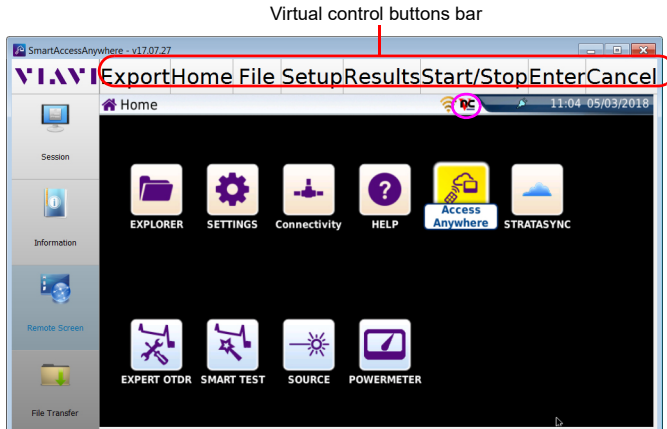 Virtual control buttons bar
SmartAccessAnywhere - v17.07.27
VIAVI
Export Home File Setup Results Start/Stop Enter Cancel
Home
11:04 05/03/2018
Session
EXPLORER SETTINGS Connectivity HELP Access Anywhere STRATASYNC
Information
Remote Screen
EXPERT OTDR SMART TEST SOURCE POWERMETER
File Transfer